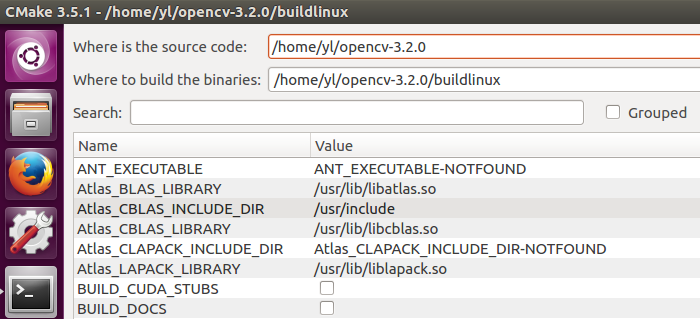 CMake 3.5.1 - /home/yl/opencv-3.2.0/buildlinux
Where is the source code: /home/yl/opencv-3.2.0
Where to build the binaries: /home/yl/opencv-3.2.0/buildlinux
Search: Grouped
Name Value
ANT_EXECUTABLE ANT_EXECUTABLE-NOTFOUND
Atlas_BLAS_LIBRARY /usr/lib/libatlas.so
Atlas_CBLAS_INCLUDE_DIR /usr/include
Atlas_CBLAS_LIBRARY /usr/lib/libcblas.so
Atlas_CLAPACK_INCLUDE_DIR Atlas_CLAPACK_INCLUDE_DIR-NOTFOUND
Atlas_LAPACK_LIBRARY /usr/lib/liblapack.so
BUILD_CUDA_STUBS
BUILD_DOCS